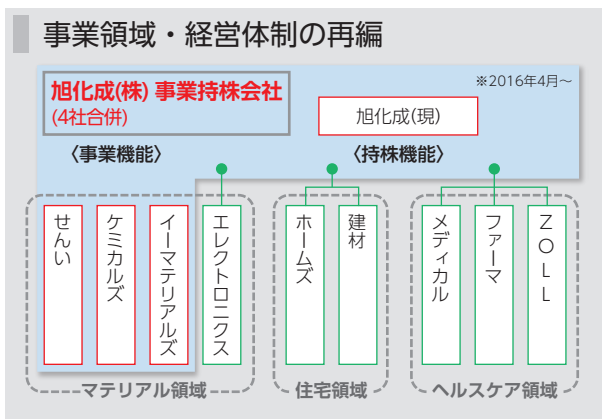 事業領域・経営体制の再編
※2016年4月～
旭化成(株) 事業持株会社
(4社合併)
旭化成(現)
〈事業機能〉
〈持株機能〉
せんい
ケミカルズ
イーマテリアルズ
エレクトロニクス
ホームズ
建材
メディカル
ファーマ
ZOLL
マテリアル領域
住宅領域
ヘルスケア領域